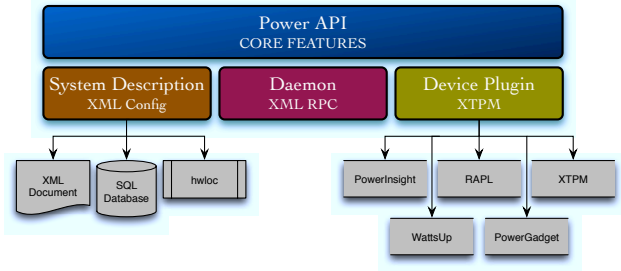 Power API
CORE FEATURES
System Description
XML Config
Daemon
XML RPC
Device Plugin
XTPM
XML
Document
SQL
Database
hwloc
PowerInsight
RAPL
XTPM
WattsUp
PowerGadget